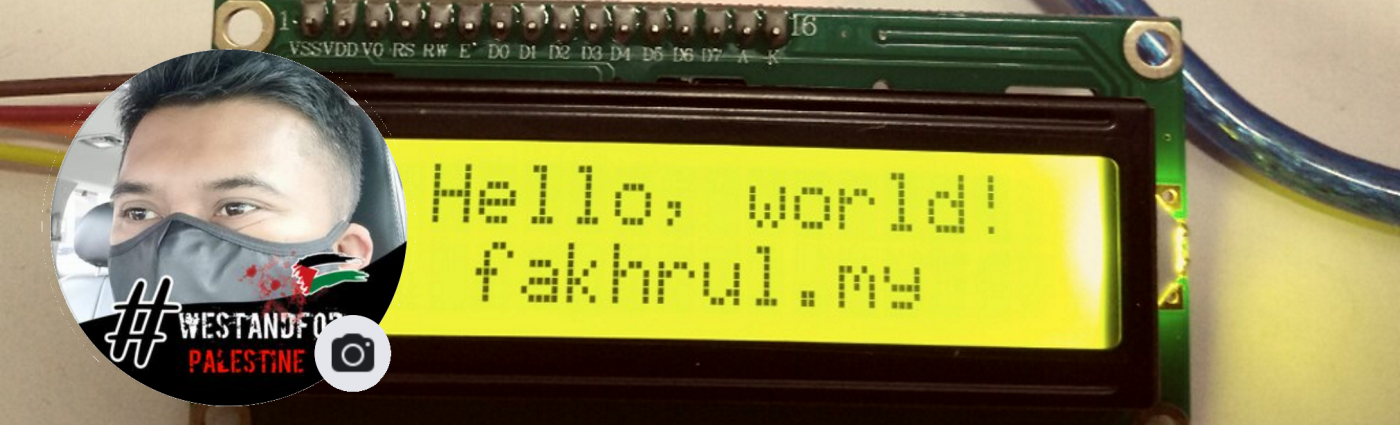 1 16
VSS VDD V0 RS RW E D0 D1 D2 D3 D4 D5 D6 D7 A K
Hello, world!
fakhrul.my
#WESTANDFOR
PALESTINE